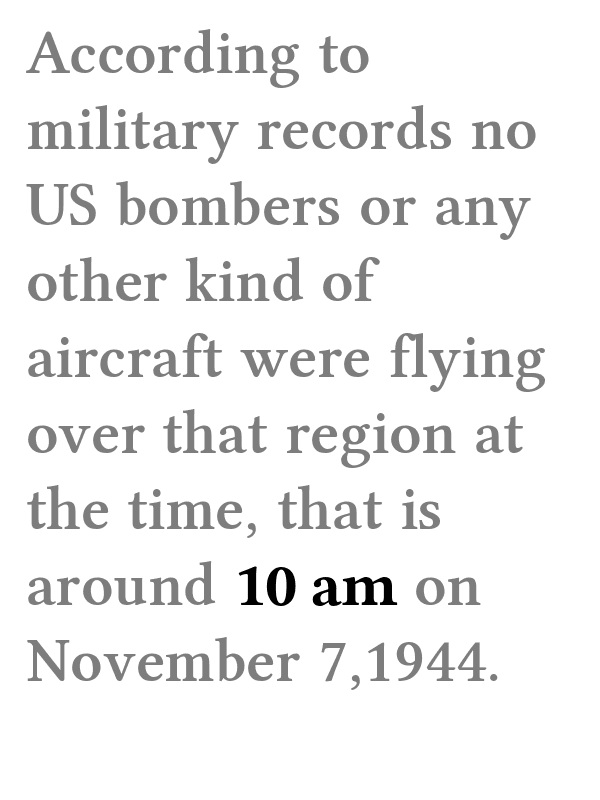 According to
military records no
US bombers or any
other kind of
aircraft were flying
over that region at
the time, that is
around 10 am on
November 7,1944.